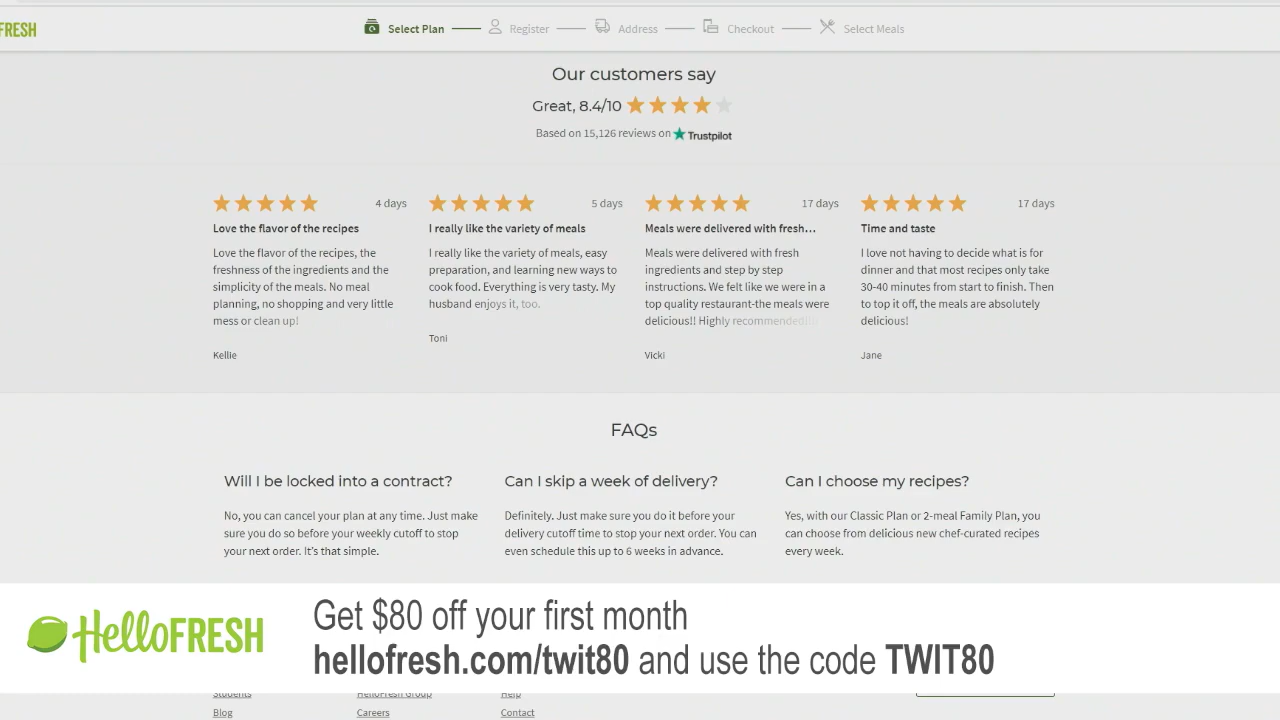 FRESH
Select Plan
Register
Address
Checkout
Select Meals
Our customers say
Great, 8.4/10
Based on 15,126 reviews on Trustpilot
4 days
Love the flavor of the recipes
Love the flavor of the recipes, the
freshness of the ingredients and the
simplicity of the meals. No meal
planning, no shopping and very little
mess or clean up!
Kellie
5 days
I really like the variety of meals
I really like the variety of meals, easy
preparation, and learning new ways to
cook food. Everything is very tasty. My
husband enjoys it, too.
Toni
17 days
Meals were delivered with fresh...
Meals were delivered with fresh
ingredients and step by step
instructions. We felt like we were in a
top quality restaurant-the meals were
delicious!! Highly recommended!!!
Vicki
17 days
Time and taste
I love not having to decide what is for
dinner and that most recipes only take
30-40 minutes from start to finish. Then
to top it off, the meals are absolutely
delicious!
Jane
FAQs
Will I be locked into a contract?
No, you can cancel your plan at any time. Just make
sure you do so before your weekly cutoff to stop
your next order. It's that simple.
Can I skip a week of delivery?
Definitely. Just make sure you do it before your
delivery cutoff time to stop your next order. You can
even schedule this up to 6 weeks in advance.
Can I choose my recipes?
Yes, with our Classic Plan or 2-meal Family Plan, you
can choose from delicious new chef-curated recipes
every week.
HelloFRESH
Get $80 off your first month
hellofresh.com/twit80 and use the code TWIT80
Students
HelloFresh Group
Help
Blog
Careers
Contact